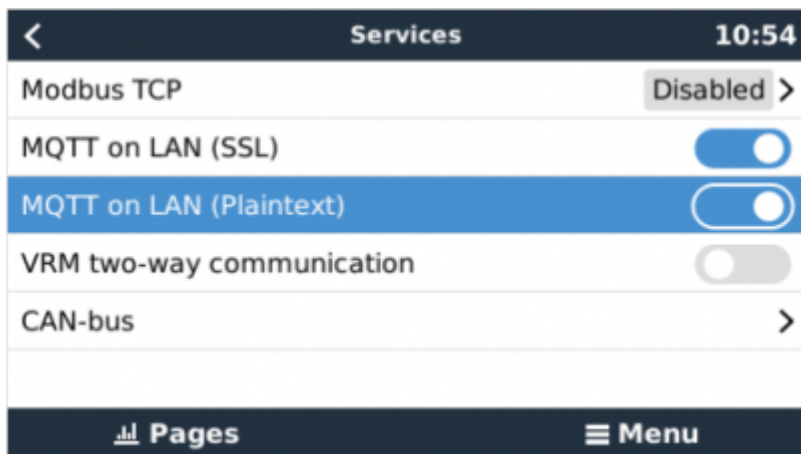 Services 10:54
Modbus TCP Disabled
MQTT on LAN (SSL)
MQTT on LAN (Plaintext)
VRM two-way communication
CAN-bus
Pages Menu